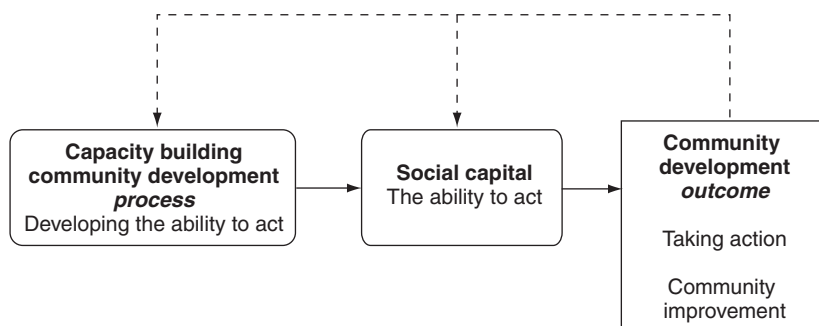 Capacity building
community development
process
Developing the ability to act
Social capital
The ability to act
Community
development
outcome
Taking action
Community
improvement